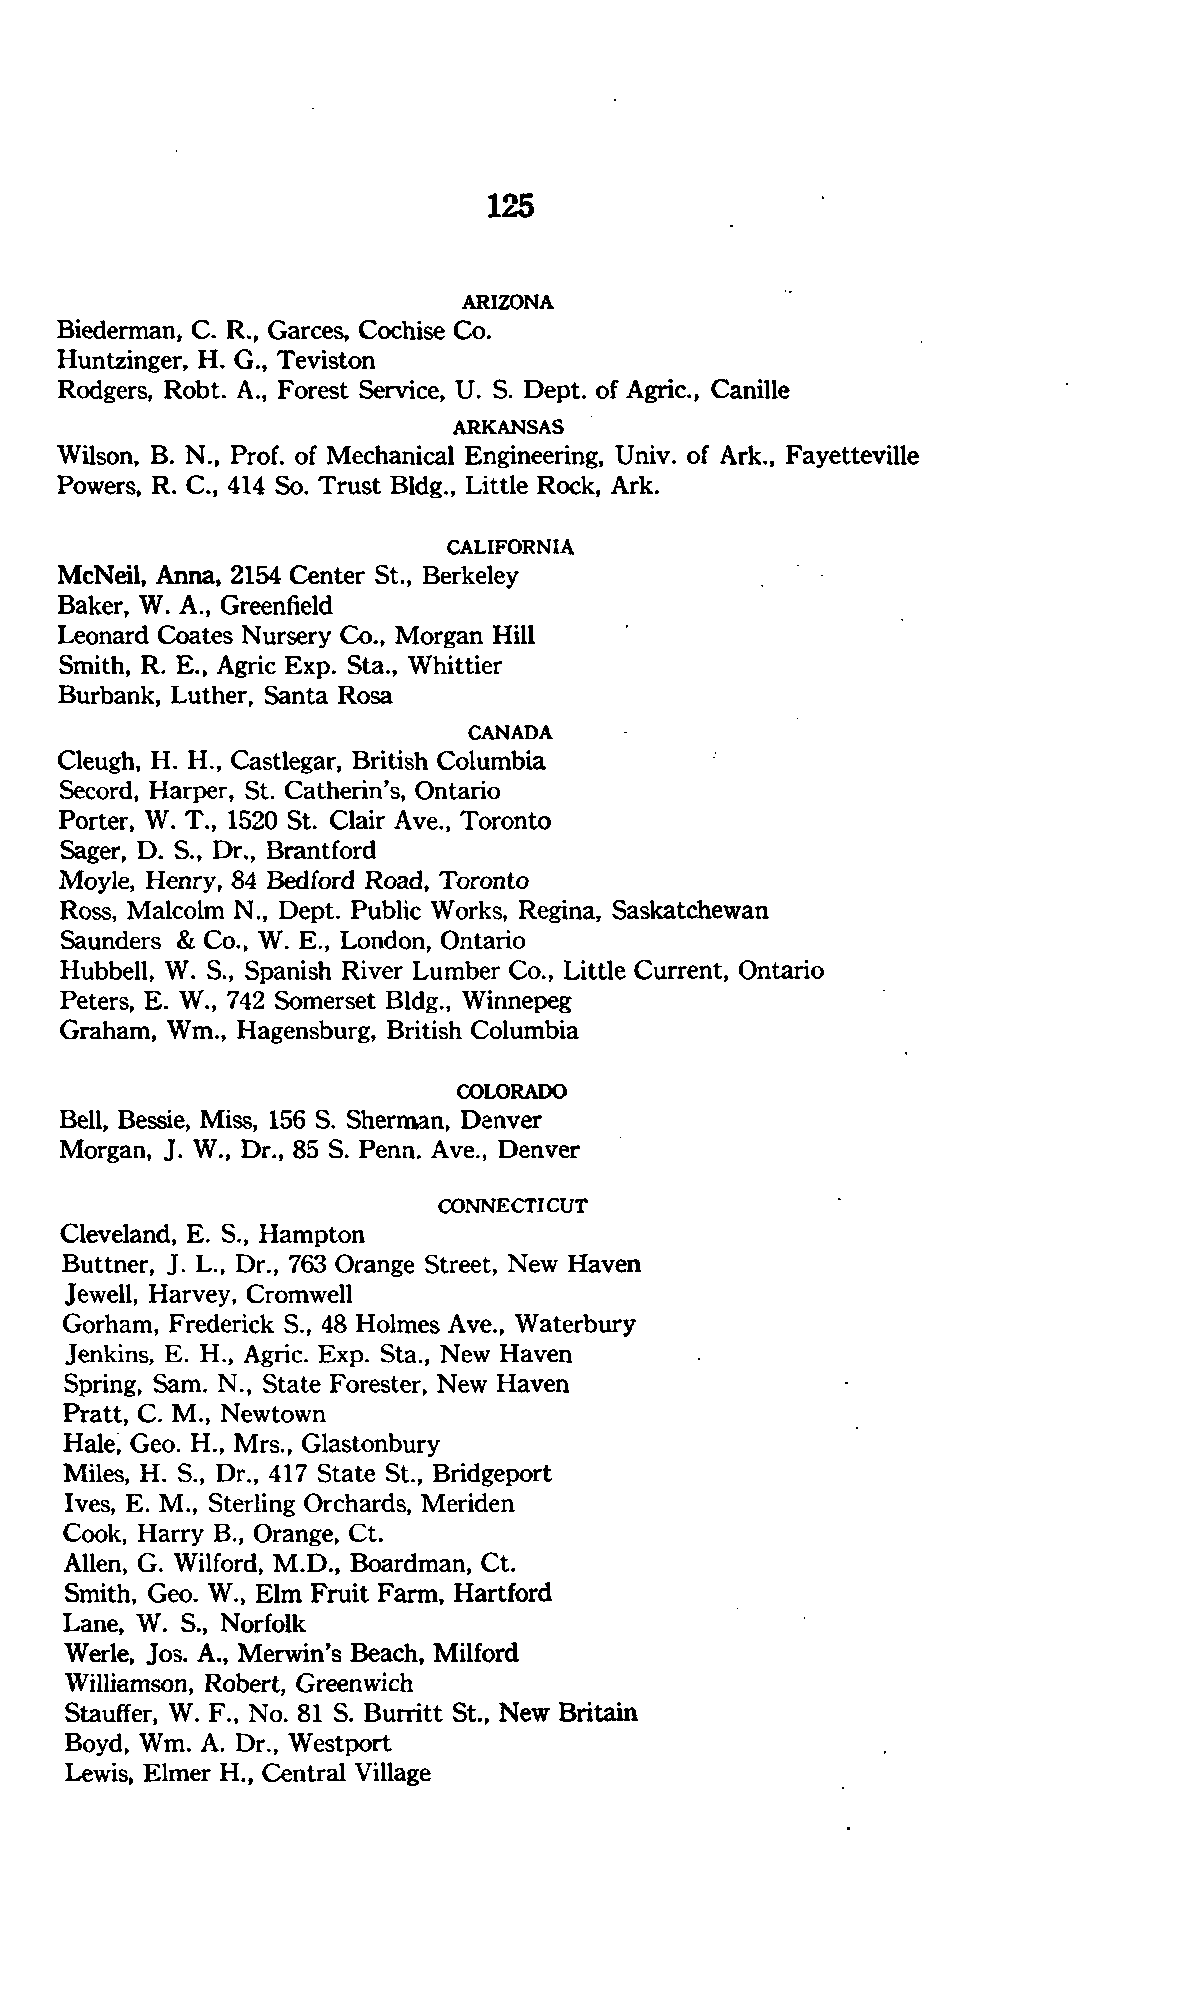 125
ARIZONA
Biederman, C. R., Garces, Cochise Co.
Huntzinger, H. G., Teviston
Rodgers, Robt. A., Forest Service, U. S. Dept. of Agric., Canille
ARKANSAS
Wilson, B. N., Prof. of Mechanical Engineering, Univ. of Ark., Fayetteville
Powers, R. C., 414 So. Trust Bldg., Little Rock, Ark.
CALIFORNIA
McNeil, Anna, 2154 Center St., Berkeley
Baker, W. A., Greenfield
Leonard Coates Nursery Co., Morgan Hill
Smith, R. E., Agric Exp. Sta., Whittier
Burbank, Luther, Santa Rosa
CANADA
Cleugh, H. H., Castlegar, British Columbia
Secord, Harper, St. Catherin's, Ontario
Porter, W. T., 1520 St. Clair Ave., Toronto
Sager, D. S., Dr., Brantford
Moyle, Henry, 84 Bedford Road, Toronto
Ross, Malcolm N., Dept. Public Works, Regina, Saskatchewan
Saunders & Co., W. E., London, Ontario
Hubbell, W. S., Spanish River Lumber Co., Little Current, Ontario
Peters, E. W., 742 Somerset Bldg., Winnepeg
Graham, Wm., Hagensburg, British Columbia
COLORADO
Bell, Bessie, Miss, 156 S. Sherman, Denver
Morgan, J. W., Dr., 85 S. Penn. Ave., Denver
CONNECTICUT
Cleveland, E. S., Hampton
Buttner, J. L., Dr., 763 Orange Street, New Haven
Jewell, Harvey, Cromwell
Gorham, Frederick S., 48 Holmes Ave., Waterbury
Jenkins, E. H., Agric. Exp. Sta., New Haven
Spring, Sam. N., State Forester, New Haven
Pratt, C. M., Newtown
Hale, Geo. H., Mrs., Glastonbury
Miles, H. S., Dr., 417 State St., Bridgeport
Ives, E. M., Sterling Orchards, Meriden
Cook, Harry B., Orange, Ct.
Allen, G. Wilford, M.D., Boardman, Ct.
Smith, Geo. W., Elm Fruit Farm, Hartford
Lane, W. S., Norfolk
Werle, Jos. A., Merwin's Beach, Milford
Williamson, Robert, Greenwich
Stauffer, W. F., No. 81 S. Burritt St., New Britain
Boyd, Wm. A. Dr., Westport
Lewis, Elmer H., Central Village